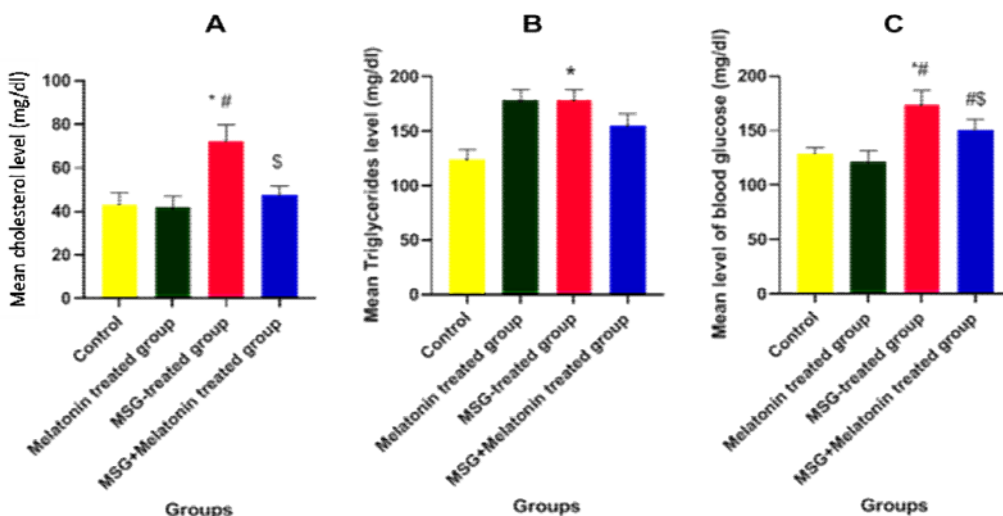 A
Mean cholesterol level (mg/dl)
100
80
60
40
20
0
* #
$
Control
Melatonin treated group
MSG-treated group
MSG+Melatonin treated group
Groups
B
Mean Triglycerides level (mg/dl)
200
150
100
50
0
*
Control
Melatonin treated group
MSG-treated group
MSG+Melatonin treated group
Groups
C
Mean level of blood glucose (mg/dl)
200
150
100
50
0
*#
#$
Control
Melatonin treated group
MSG-treated group
MSG+Melatonin treated group
Groups